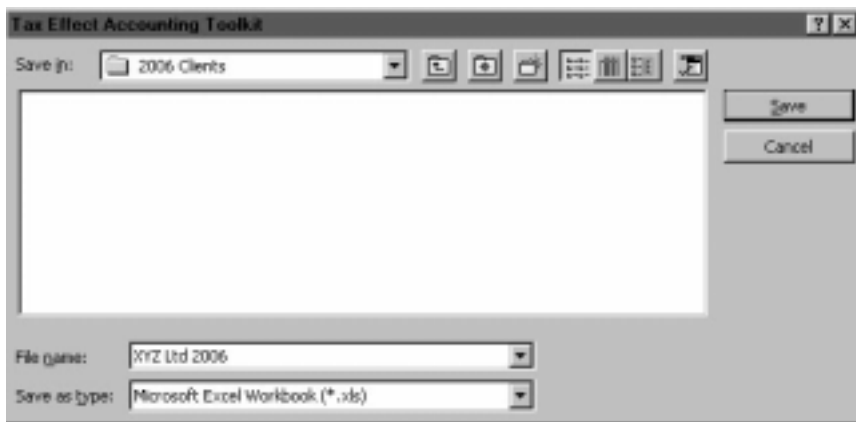 Tax Effect Accounting Toolkit
Save in: 2006 Clients
Save
Cancel
File name: XYZ Ltd 2006
Save as type: Microsoft Excel Workbook (*.xls)